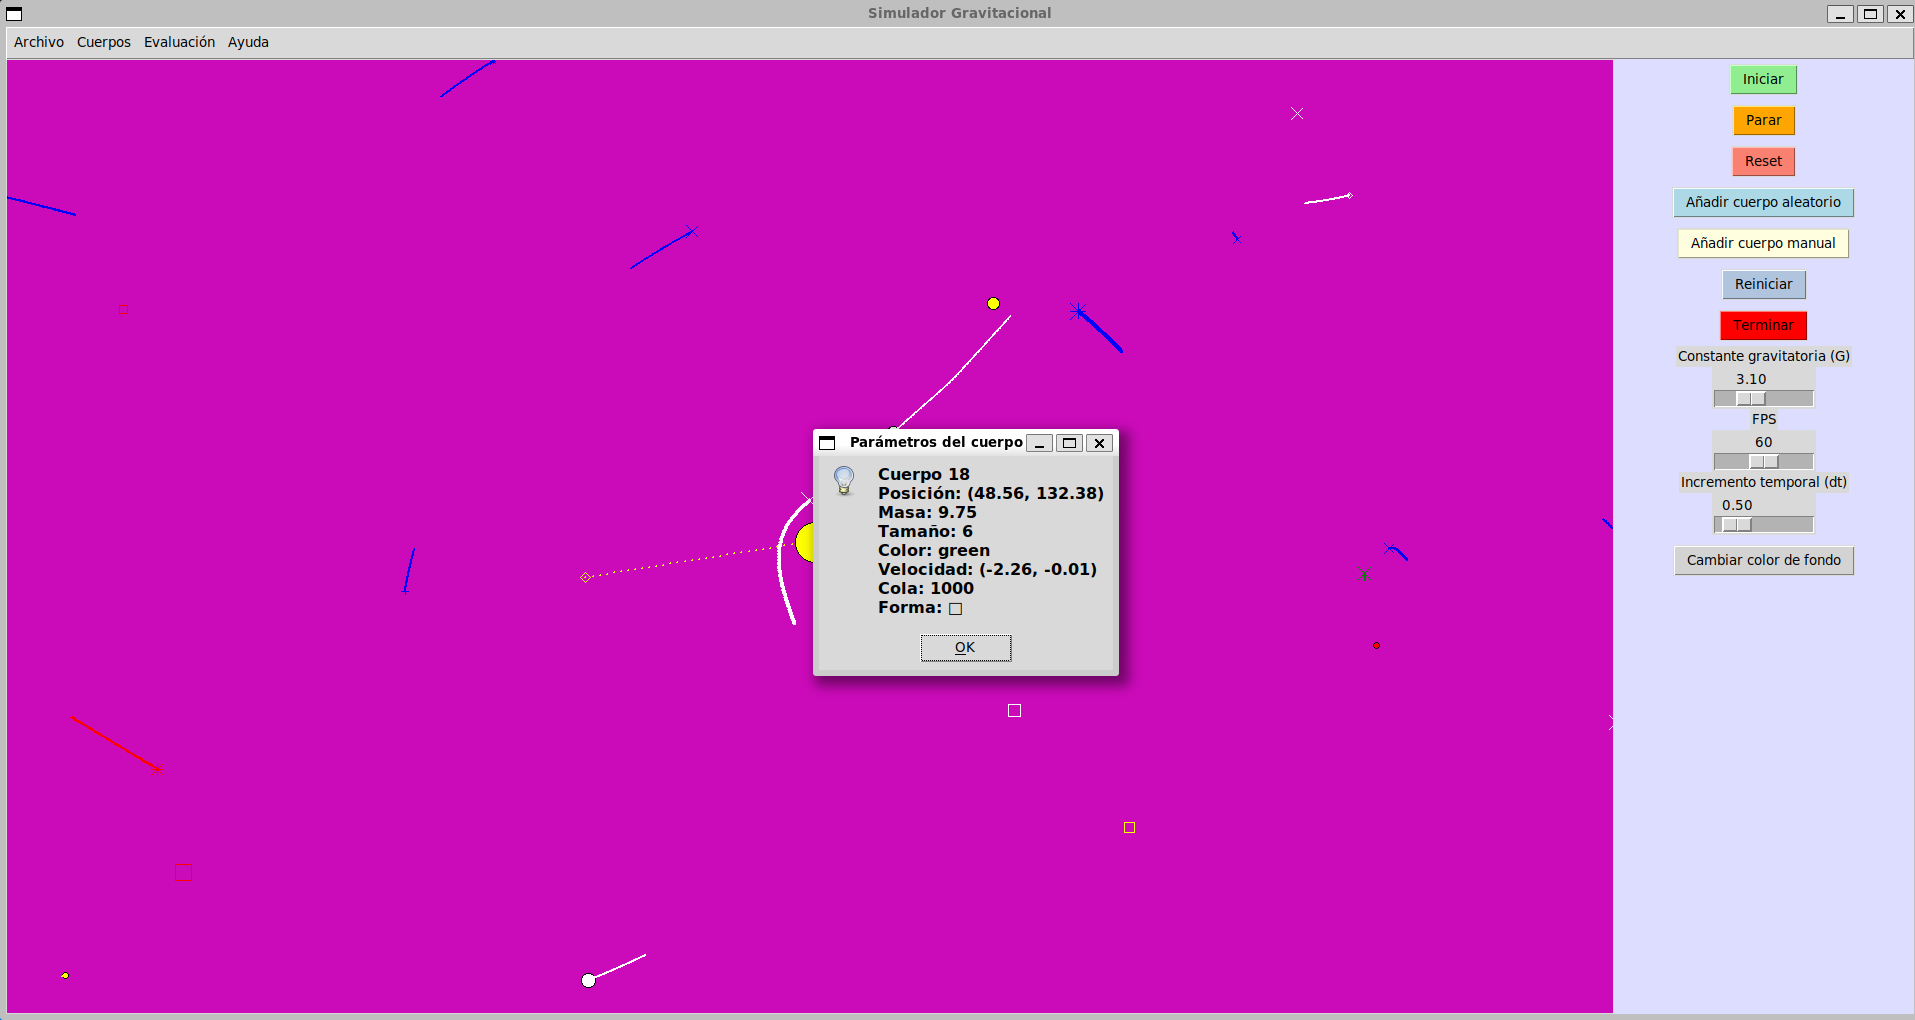 Simulador Gravitacional
Archivo Cuerpos Evaluación Ayuda
Iniciar
Parar
Reset
Añadir cuerpo aleatorio
Añadir cuerpo manual
Reiniciar
Terminar
Constante gravitatoria (G)
3.10
FPS
60
Incremento temporal (dt)
0.50
Cambiar color de fondo
Parámetros del cuerpo
Cuerpo 18
Posición: (48.56, 132.38)
Masa: 9.75
Tamaño: 6
Color: green
Velocidad: (-2.26, -0.01)
Cola: 1000
Forma: □
OK